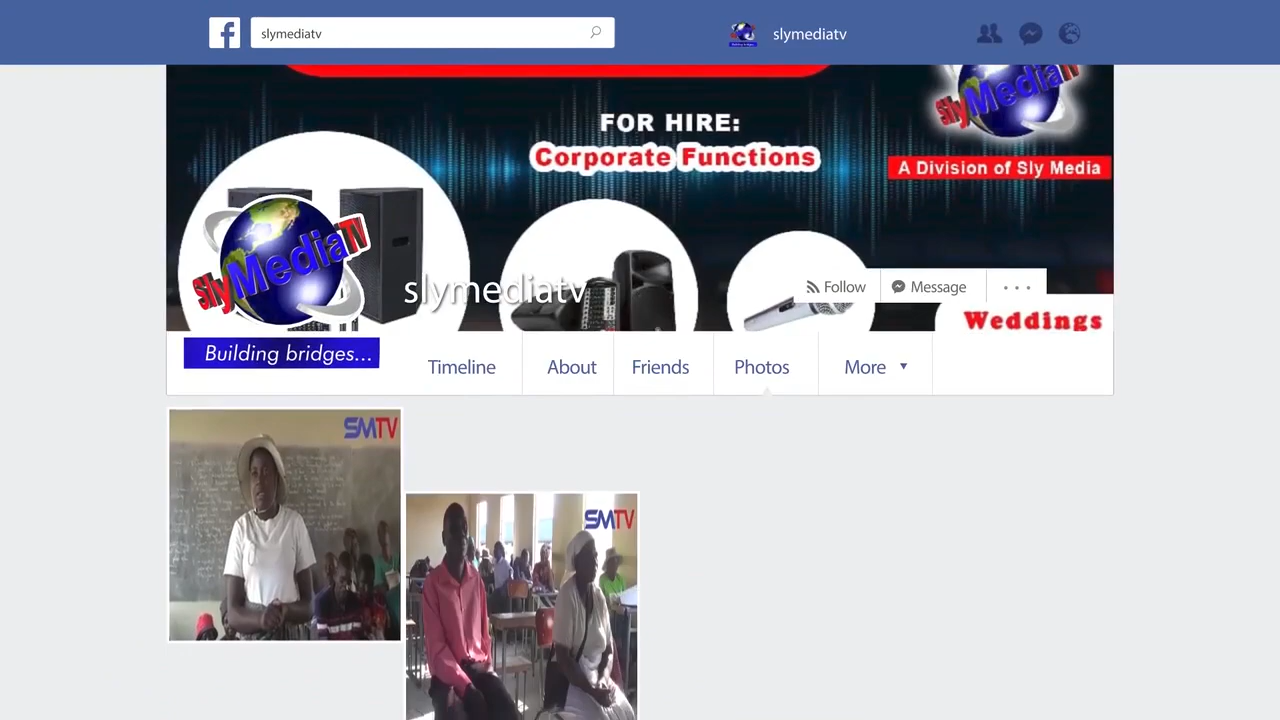 slymediatv
slymediatv
FOR HIRE:
Corporate Functions
SlyMediaTV
A Division of Sly Media
SlyMediaTV
slymediatv
Follow
Message
Weddings
Building bridges...
Timeline
About
Friends
Photos
More
SMTV
SMTV